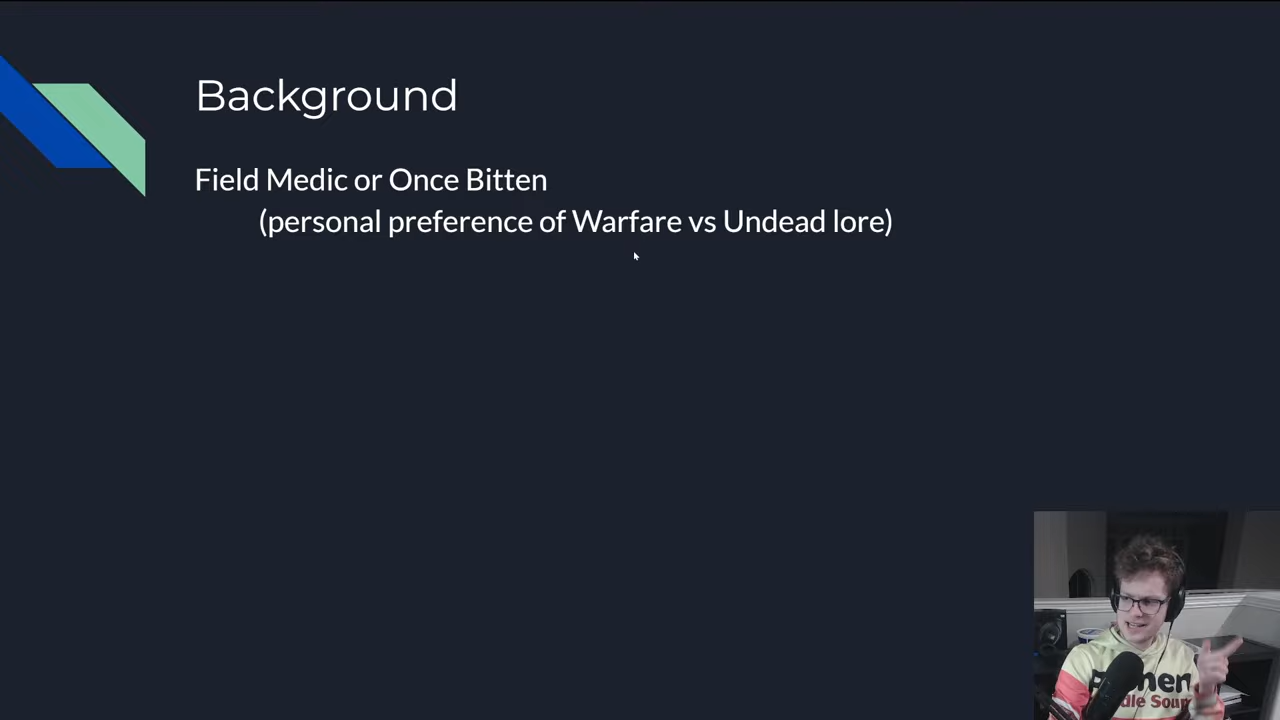 Background
Field Medic or Once Bitten
(personal preference of Warfare vs Undead lore)